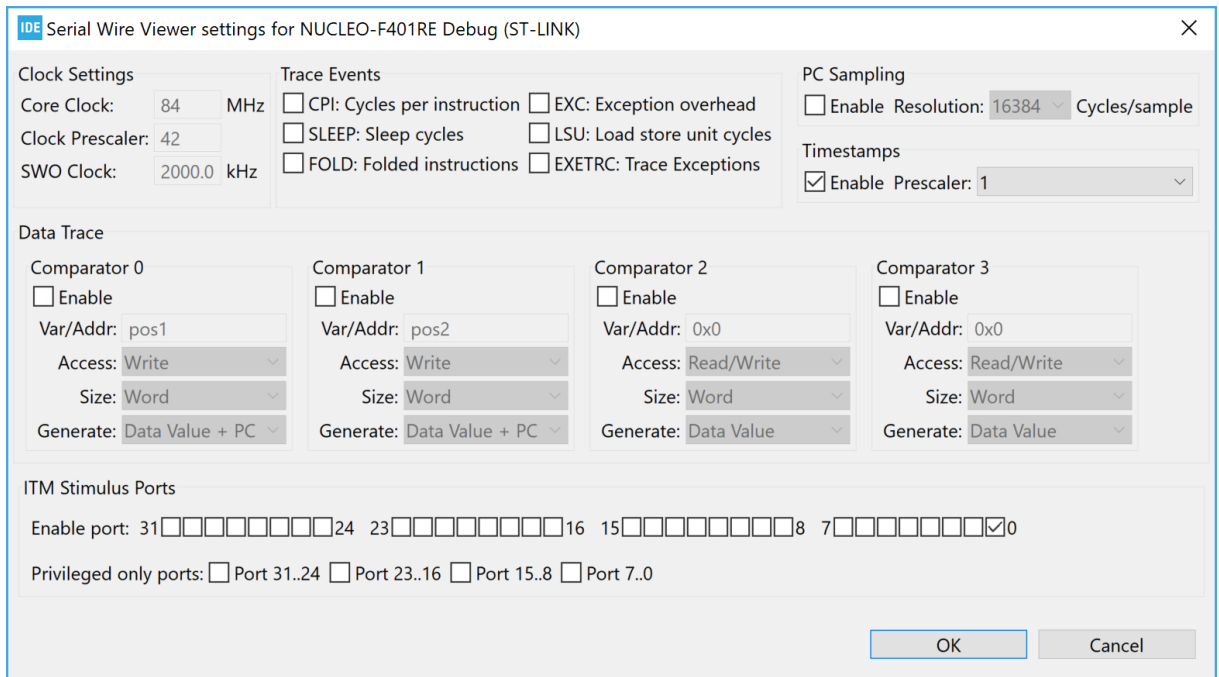 IDE Serial Wire Viewer settings for NUCLEO-F401RE Debug (ST-LINK)
Clock Settings
Core Clock: 84 MHz
Clock Prescaler: 42
SWO Clock: 2000.0 kHz
Trace Events
CPI: Cycles per instruction EXC: Exception overhead
SLEEP: Sleep cycles LSU: Load store unit cycles
FOLD: Folded instructions EXETRC: Trace Exceptions
PC Sampling
Enable Resolution: 16384 Cycles/sample
Timestamps
Enable Prescaler: 1
Data Trace
Comparator 0
Enable
Var/Addr: pos1
Access: Write
Size: Word
Generate: Data Value + PC
Comparator 1
Enable
Var/Addr: pos2
Access: Write
Size: Word
Generate: Data Value + PC
Comparator 2
Enable
Var/Addr: 0x0
Access: Read/Write
Size: Word
Generate: Data Value
Comparator 3
Enable
Var/Addr: 0x0
Access: Read/Write
Size: Word
Generate: Data Value
ITM Stimulus Ports
Enable port: 31 24 23 16 15 8 7 0
Privileged only ports: Port 31..24 Port 23..16 Port 15..8 Port 7..0
OK Cancel